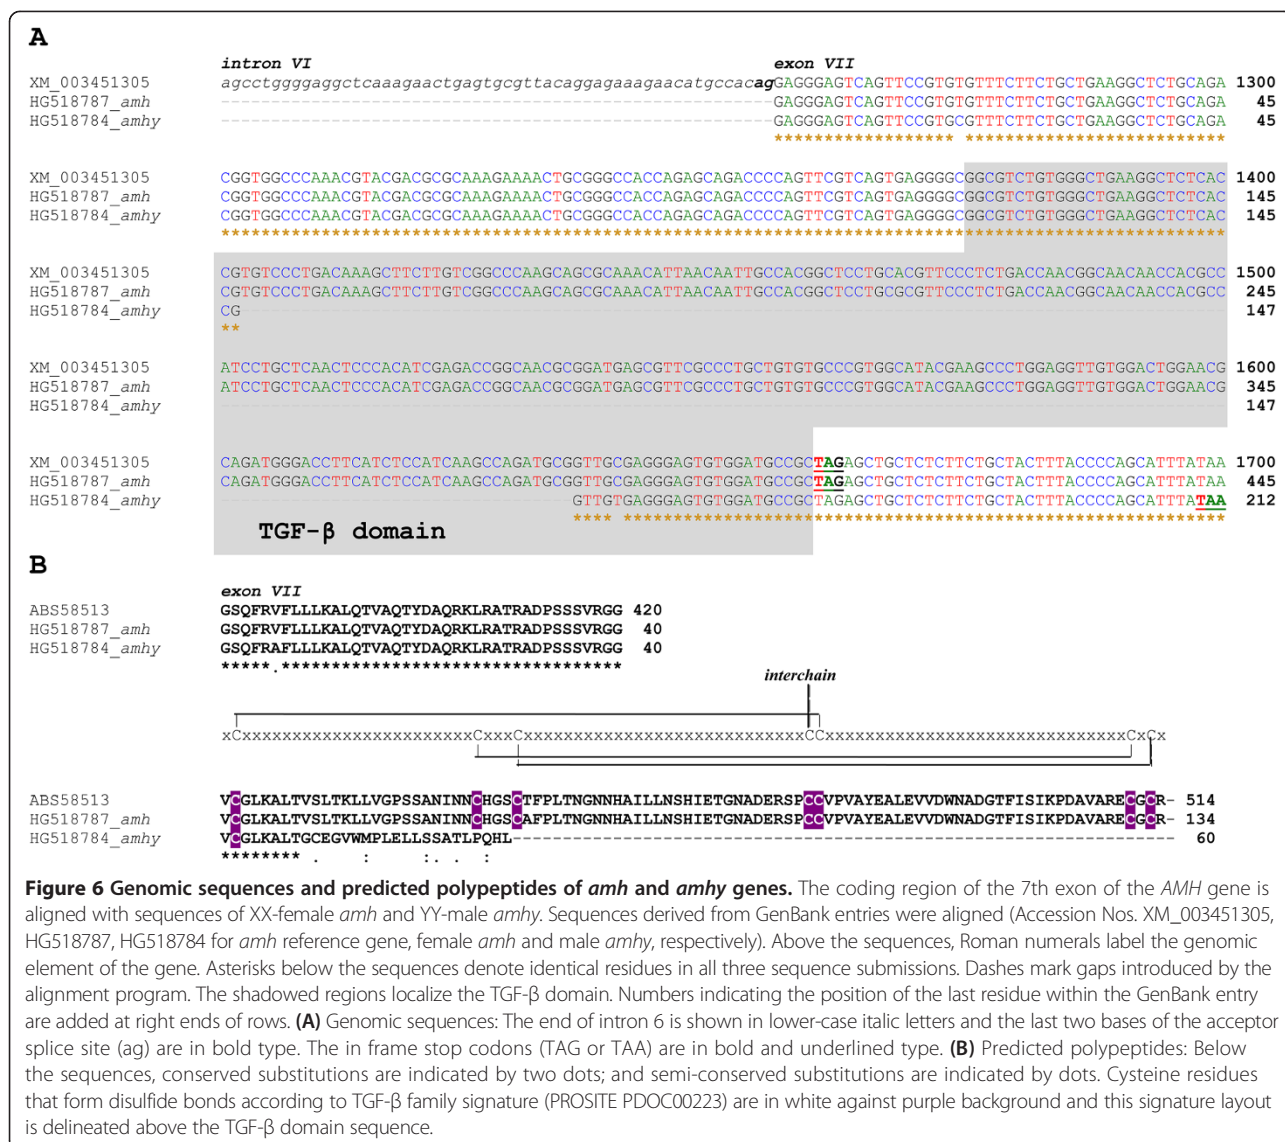 A
intron VI exon VII
XM_003451305 agcctggggaggctcaaagaactgagtgcgttacaggagaaagaacatgccacagGAGGGAGTCAGTTCCGTGTGTTTCTTCTGCTGAAGGCTCTGCAGA 1300
HG518787_amh -------------------------------------------------------GAGGGAGTCAGTTCCGTGTGTTTCTTCTGCTGAAGGCTCTGCAGA 45
HG518784_amhy -------------------------------------------------------GAGGGAGTCAGTTCCGTGCGTTTCTTCTGCTGAAGGCTCTGCAGA 45
****************** **************************
XM_003451305 CGGTGGCCCAAACGTACGACGCGCAAAGAAAACTGCGGGCCACCAGAGCAGACCCCAGTTCGTCAGTGAGGGGCGGCGTCTGTGGGCTGAAGGCTCTCAC 1400
HG518787_amh CGGTGGCCCAAACGTACGACGCGCAAAGAAAACTGCGGGCCACCAGAGCAGACCCCAGTTCGTCAGTGAGGGGCGGCGTCTGTGGGCTGAAGGCTCTCAC 145
HG518784_amhy CGGTGGCCCAAACGTACGACGCGCAAAGAAAACTGCGGGCCACCAGAGCAGACCCCAGTTCGTCAGTGAGGGGCGGCGTCTGTGGGCTGAAGGCTCTCAC 145
****************************************************************************************************
XM_003451305 CGTGTCCCTGACAAAGCTTCTTGTCGGCCCAAGCAGCGCAAACATTAACAATTGCCACGGCTCCTGCACGTTCCCTCTGACCAACGGCAACAACCACGCC 1500
HG518787_amh CGTGTCCCTGACAAAGCTTCTTGTCGGCCCAAGCAGCGCAAACATTAACAATTGCCACGGCTCCTGCGCGTTCCCTCTGACCAACGGCAACAACCACGCC 245
HG518784_amhy CG-------------------------------------------------------------------------------------------------- 147
**
XM_003451305 ATCCTGCTCAACTCCCACATCGAGACCGGCAACGCGGATGAGCGTTCGCCCTGCTGTGTGCCCGTGGCATACGAAGCCCTGGAGGTTGTGGACTGGAACG 1600
HG518787_amh ATCCTGCTCAACTCCCACATCGAGACCGGCAACGCGGATGAGCGTTCGCCCTGCTGTGTGCCCGTGGCATACGAAGCCCTGGAGGTTGTGGACTGGAACG 345
HG518784_amhy ---------------------------------------------------------------------------------------------------- 147
XM_003451305 CAGATGGGACCTTCATCTCCATCAAGCCAGATGCGGTTGCGAGGGAGTGTGGATGCCGCTAGAGCTGCTCTCTTCTGCTACTTTACCCCAGCATTTATAA 1700
HG518787_amh CAGATGGGACCTTCATCTCCATCAAGCCAGATGCGGTTGCGAGGGAGTGTGGATGCCGCTAGAGCTGCTCTCTTCTGCTACTTTACCCCAGCATTTATAA 445
HG518784_amhy -----------------------------------GTTGTGAGGGAGTGTGGATGCCGCTAGAGCTGCTCTCTTCTGCTACTTTACCCCAGCATTTATAA 212
**** ************************************************************
TGF-β domain
B
exon VII
ABS58513 GSQFRVFLLLKALQTVAQTYDAQRKLRATRADPSSSVRGG 420
HG518787_amh GSQFRVFLLLKALQTVAQTYDAQRKLRATRADPSSSVRGG 40
HG518784_amhy GSQFRAFLLLKALQTVAQTYDAQRKLRATRADPSSSVRGG 40
*****.**********************************
interchain
xCxxxxxxxxxxxxxxxxxxxxxxxCxxxCxxxxxxxxxxxxxxxxxxxxxxxxxxxxCCxxxxxxxxxxxxxxxxxxxxxxxxxxxxxxCxCx
ABS58513 VCGLKALTVSLTKLLVGPSSANINNCHGSCTFPLTNGNNHAILLNSHIETGNADERSPCCVPVAYEALEVVDWNADGTFISIKPDAVARECGCR- 514
HG518787_amh VCGLKALTVSLTKLLVGPSSANINNCHGSCAFPLTNGNNHAILLNSHIETGNADERSPCCVPVAYEALEVVDWNADGTFISIKPDAVARECGCR- 134
HG518784_amhy VCGLKALTGCEGVWMPLELLSSATLPQHL------------------------------------------------------------------ 60
******** . : :. . :
Figure 6 Genomic sequences and predicted polypeptides of amh and amhy genes. The coding region of the 7th exon of the AMH gene is
aligned with sequences of XX-female amh and YY-male amhy. Sequences derived from GenBank entries were aligned (Accession Nos. XM_003451305,
HG518787, HG518784 for amh reference gene, female amh and male amhy, respectively). Above the sequences, Roman numerals label the genomic
element of the gene. Asterisks below the sequences denote identical residues in all three sequence submissions. Dashes mark gaps introduced by the
alignment program. The shadowed regions localize the TGF-β domain. Numbers indicating the position of the last residue within the GenBank entry
are added at right ends of rows. (A) Genomic sequences: The end of intron 6 is shown in lower-case italic letters and the last two bases of the acceptor
splice site (ag) are in bold type. The in frame stop codons (TAG or TAA) are in bold and underlined type. (B) Predicted polypeptides: Below
the sequences, conserved substitutions are indicated by two dots; and semi-conserved substitutions are indicated by dots. Cysteine residues
that form disulfide bonds according to TGF-β family signature (PROSITE PDOC00223) are in white against purple background and this signature layout
is delineated above the TGF-β domain sequence.